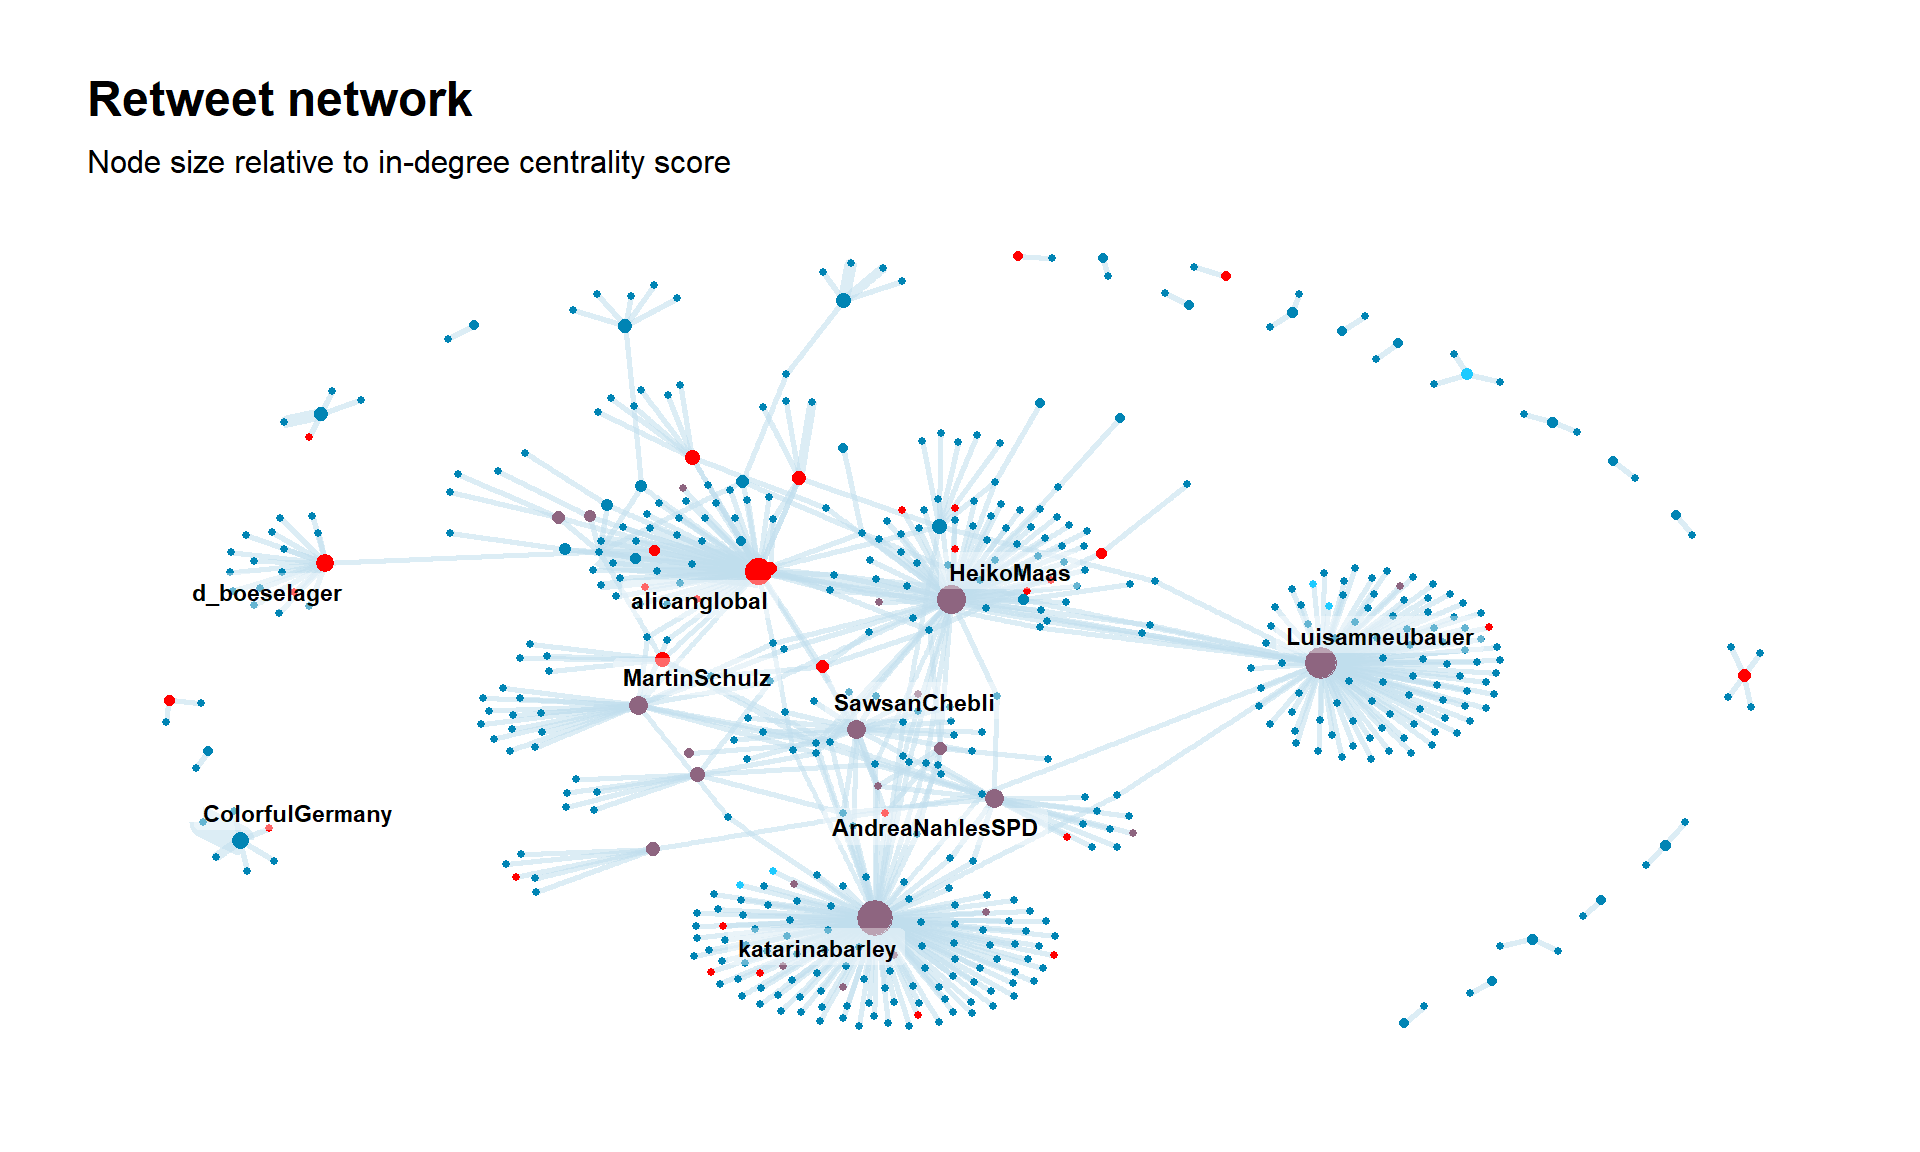 Retweet network
Node size relative to in-degree centrality score
HeikoMaas
d_boeselager
alicanglobal
Luisamneubauer
MartinSchulz
SawsanChebli
ColorfulGermany
AndreaNahlesSPD
katarinabarley